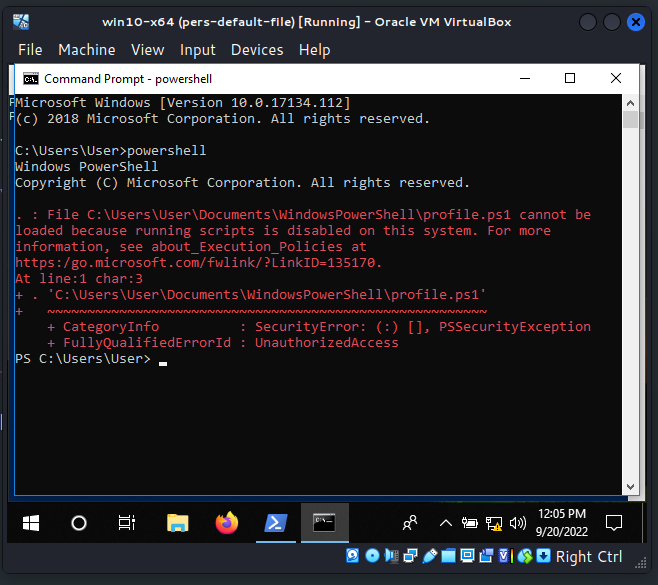 win10-x64 (pers-default-file) [Running] - Oracle VM VirtualBox
File Machine View Input Devices Help
Command Prompt - powershell
Microsoft Windows [Version 10.0.17134.112]
(c) 2018 Microsoft Corporation. All rights reserved.
C:\Users\User>powershell
Windows PowerShell
Copyright (C) Microsoft Corporation. All rights reserved.
. : File C:\Users\User\Documents\WindowsPowerShell\profile.ps1 cannot be
loaded because running scripts is disabled on this system. For more
information, see about_Execution_Policies at
https:/go.microsoft.com/fwlink/?LinkID=135170.
At line:1 char:3
+ . 'C:\Users\User\Documents\WindowsPowerShell\profile.ps1'
+   ~~~~~~~~~~~~~~~~~~~~~~~~~~~~~~~~~~~~~~~~~~~~~~~~~~~~~~~
+ CategoryInfo          : SecurityError: (:) [], PSSecurityException
+ FullyQualifiedErrorId : UnauthorizedAccess
PS C:\Users\User>
12:05 PM
9/20/2022
Right Ctrl